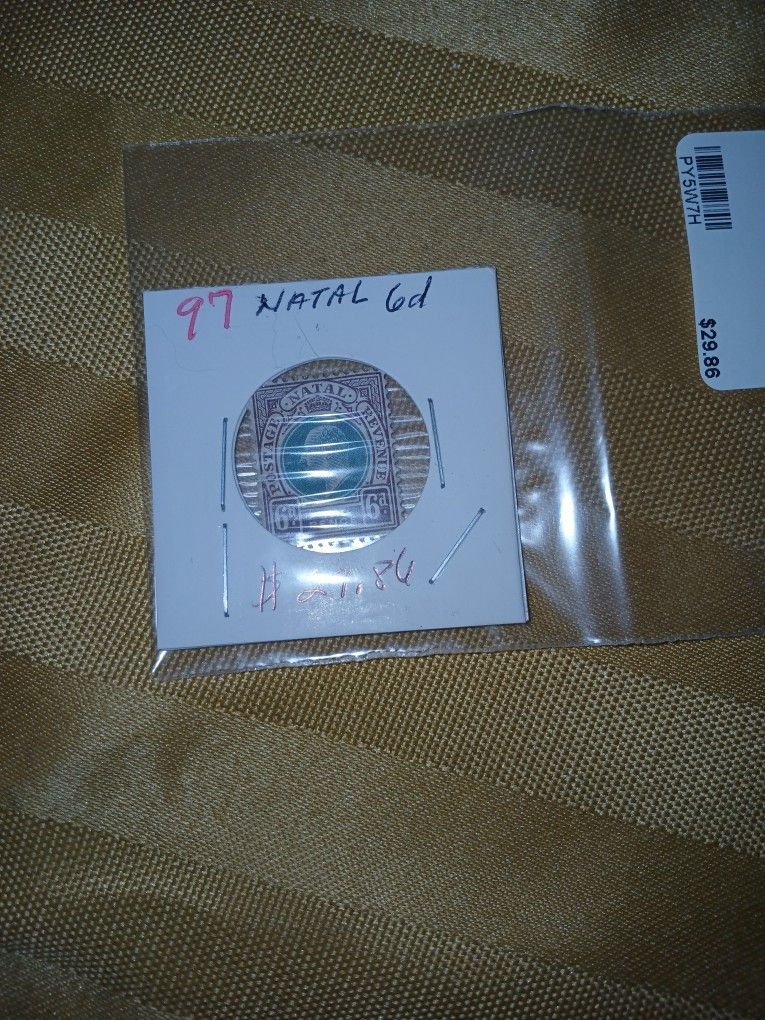 97 NATAL 6d
NATAL
POSTAGE
REVENUE
6d
6d
PY5W7H
$29.86